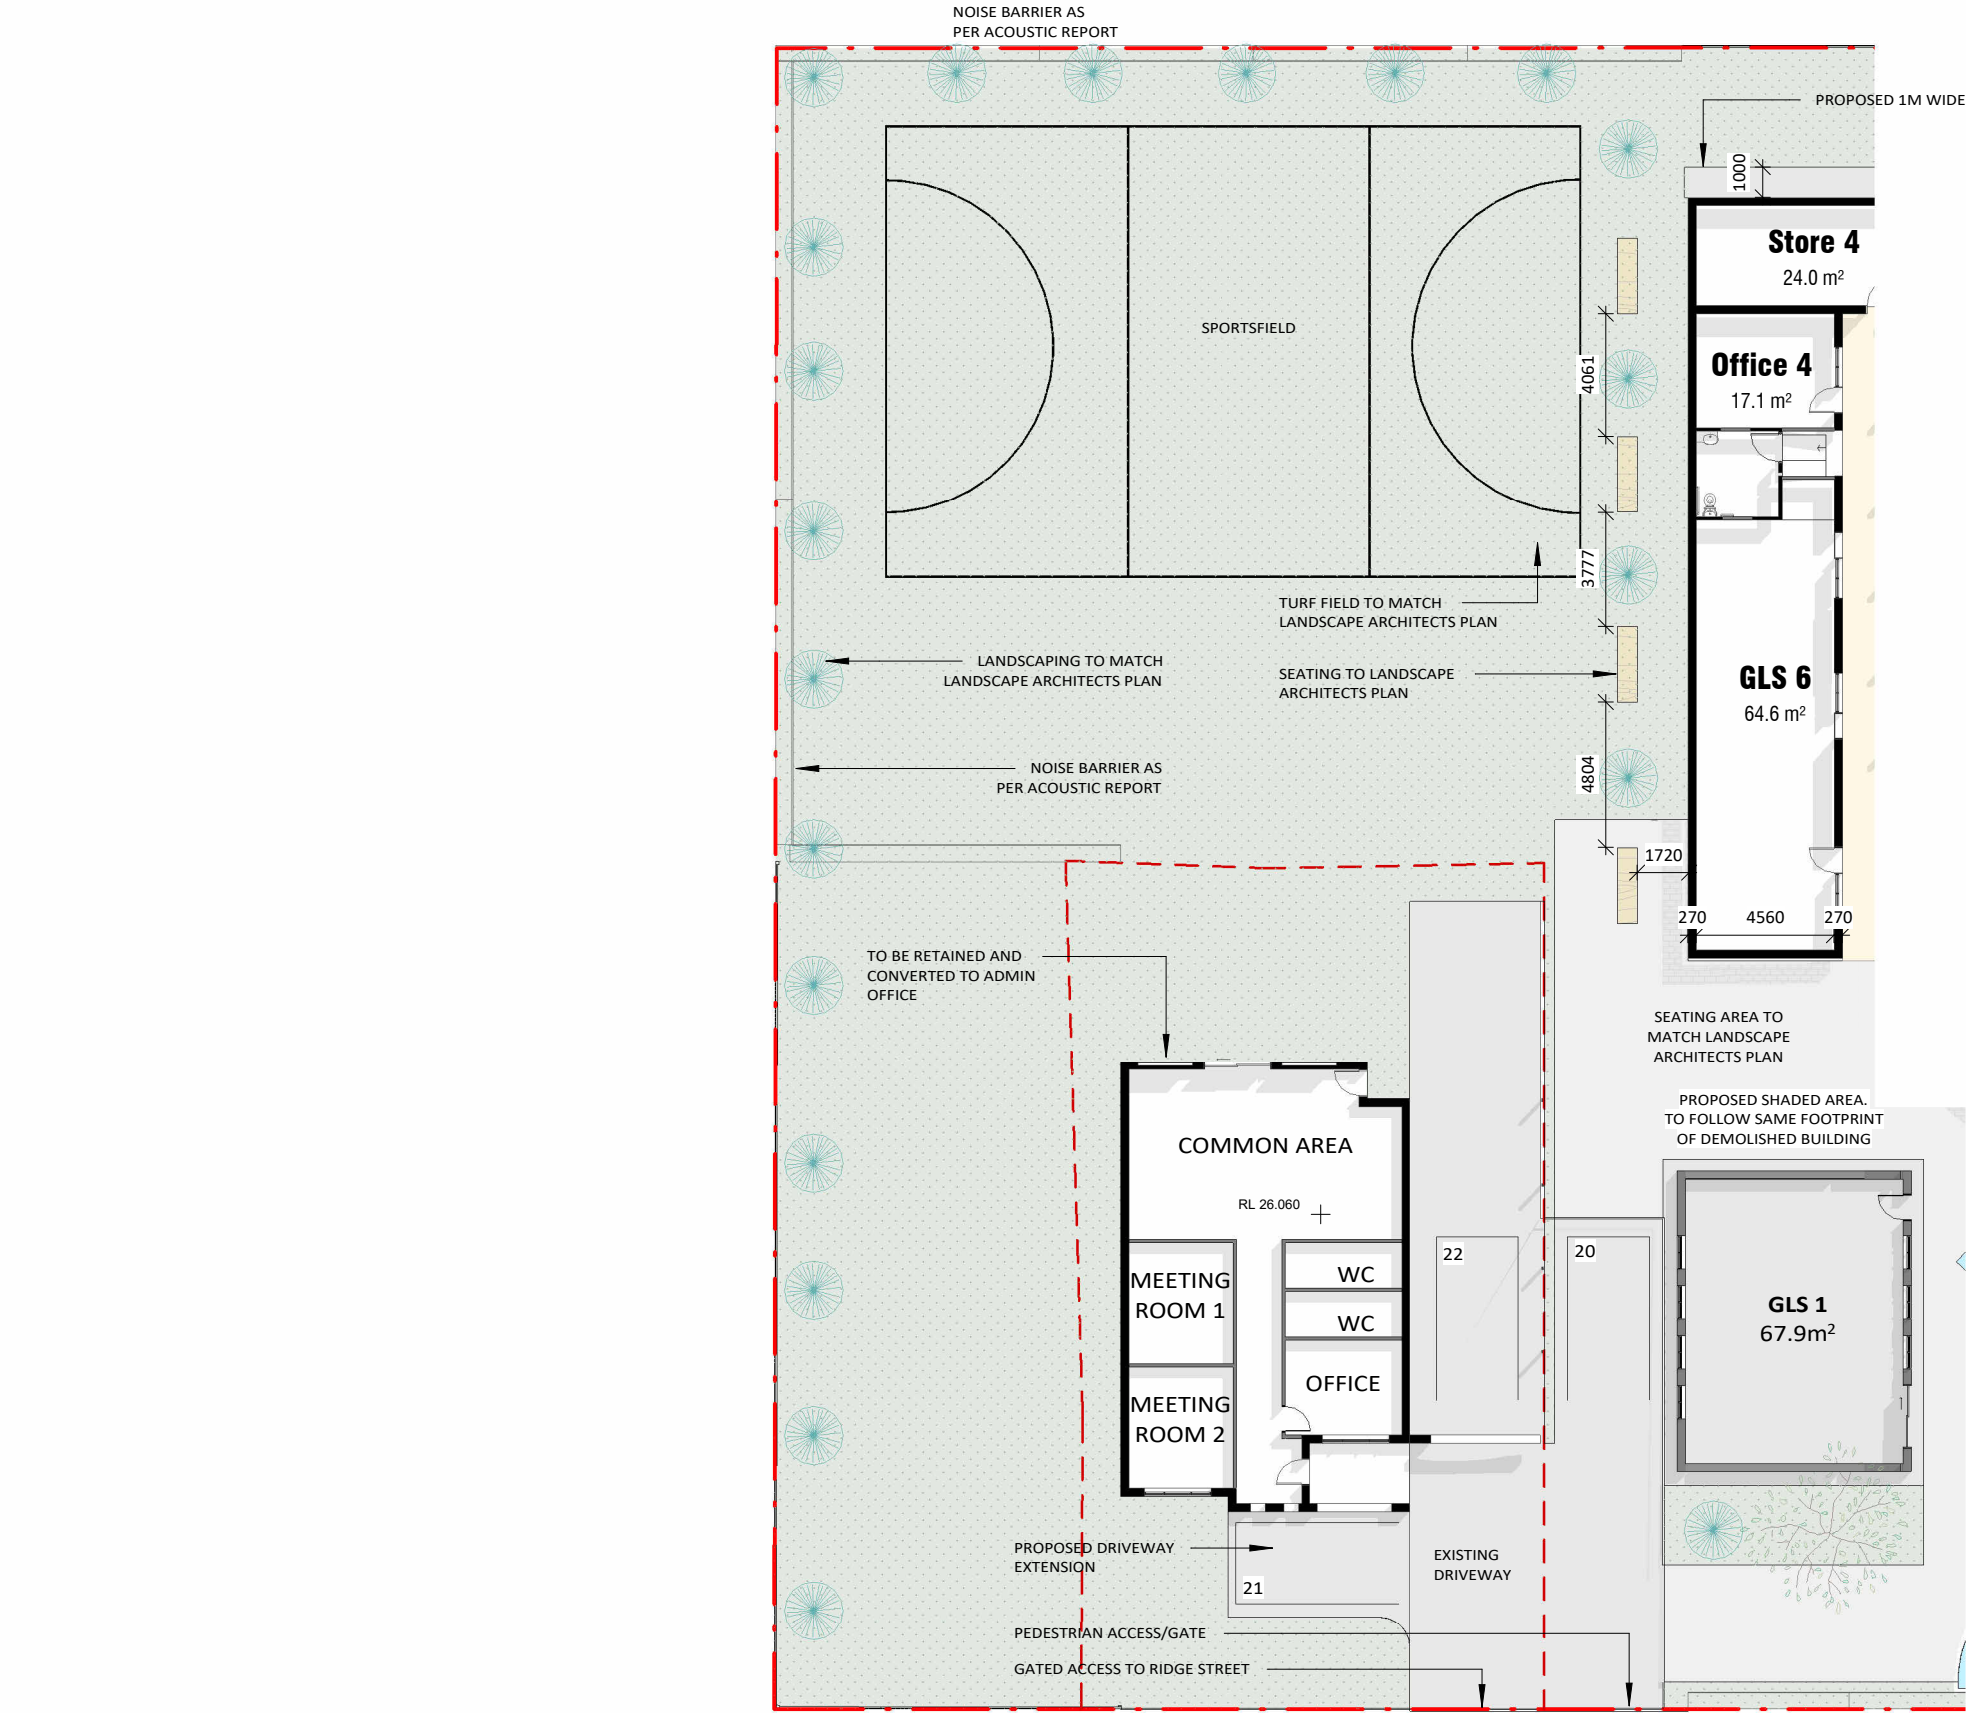 NOISE BARRIER AS
PER ACOUSTIC REPORT
PROPOSED 1M WIDE
1000
Store 4
24.0 m²
SPORTSFIELD
4061
Office 4
17.1 m²
3777
TURF FIELD TO MATCH
LANDSCAPE ARCHITECTS PLAN
LANDSCAPING TO MATCH
LANDSCAPE ARCHITECTS PLAN
SEATING TO LANDSCAPE
ARCHITECTS PLAN
GLS 6
64.6 m²
NOISE BARRIER AS
PER ACOUSTIC REPORT
4804
1720
270 4560 270
TO BE RETAINED AND
CONVERTED TO ADMIN
OFFICE
SEATING AREA TO
MATCH LANDSCAPE
ARCHITECTS PLAN
PROPOSED SHADED AREA.
TO FOLLOW SAME FOOTPRINT
OF DEMOLISHED BUILDING
COMMON AREA
RL 26.060
22
20
MEETING
ROOM 1
WC
WC
GLS 1
67.9m²
OFFICE
MEETING
ROOM 2
PROPOSED DRIVEWAY
EXTENSION
EXISTING
DRIVEWAY
21
PEDESTRIAN ACCESS/GATE
GATED ACCESS TO RIDGE STREET